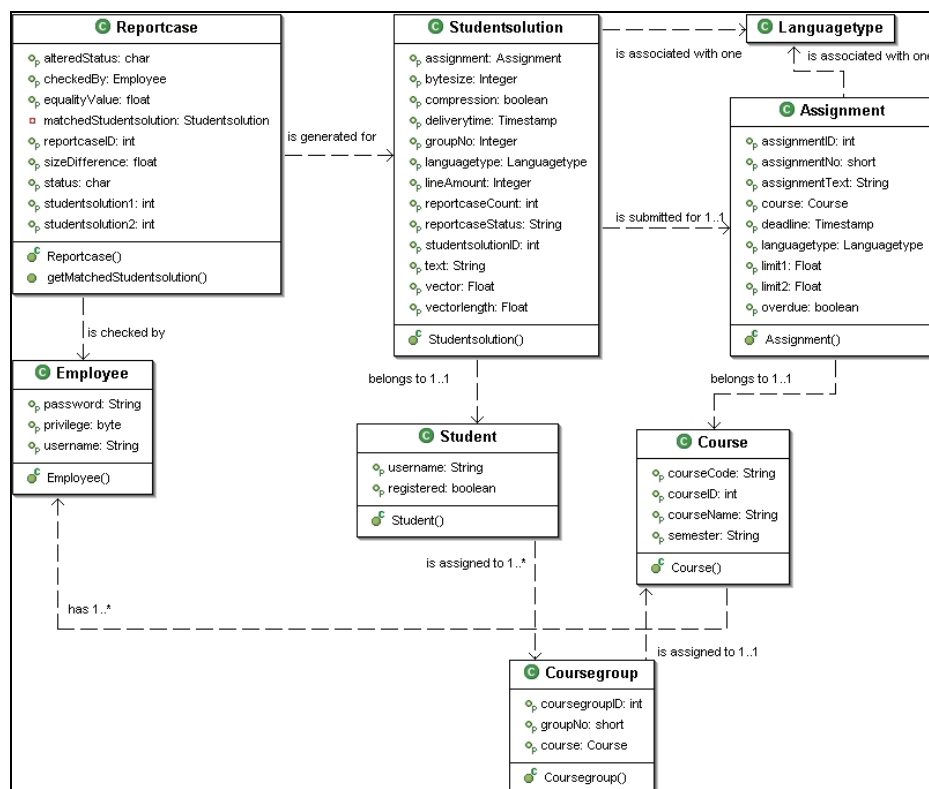 Reportcase
alteredStatus: char
checkedBy: Employee
equalityValue: float
matchedStudentsolution: Studentsolution
reportcaseID: int
sizeDifference: float
status: char
studentsolution1: int
studentsolution2: int
Reportcase()
getMatchedStudentsolution()
is generated for
Studentsolution
assignment: Assignment
bytesize: Integer
compression: boolean
deliverytime: Timestamp
groupNo: Integer
languagetype: Languagetype
lineAmount: Integer
reportcaseCount: int
reportcaseStatus: String
studentsolutionID: int
text: String
vector: Float
vectorlength: Float
Studentsolution()
is associated with one
Languagetype
is associated with one
is submitted for 1..1
Assignment
assignmentID: int
assignmentNo: short
assignmentText: String
course: Course
deadline: Timestamp
languagetype: Languagetype
limit1: Float
limit2: Float
overdue: boolean
Assignment()
is checked by
belongs to 1..1
belongs to 1..1
Employee
password: String
privilege: byte
username: String
Employee()
Student
username: String
registered: boolean
Student()
Course
courseCode: String
courseID: int
courseName: String
semester: String
Course()
is assigned to 1..*
has 1..*
is assigned to 1..1
Coursegroup
coursegroupID: int
groupNo: short
course: Course
Coursegroup()